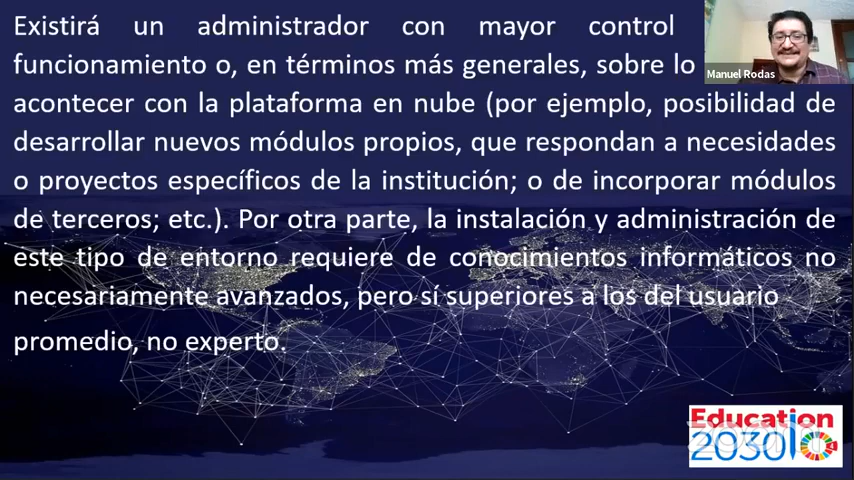 Existirá un administrador con mayor control
funcionamiento o, en términos más generales, sobre lo
acontecer con la plataforma en nube (por ejemplo, posibilidad de
desarrollar nuevos módulos propios, que respondan a necesidades
o proyectos específicos de la institución; o de incorporar módulos
de terceros; etc.). Por otra parte, la instalación y administración de
este tipo de entorno requiere de conocimientos informáticos no
necesariamente avanzados, pero sí superiores a los del usuario
promedio, no experto.
Manuel Rodas
Education
2030
zoom